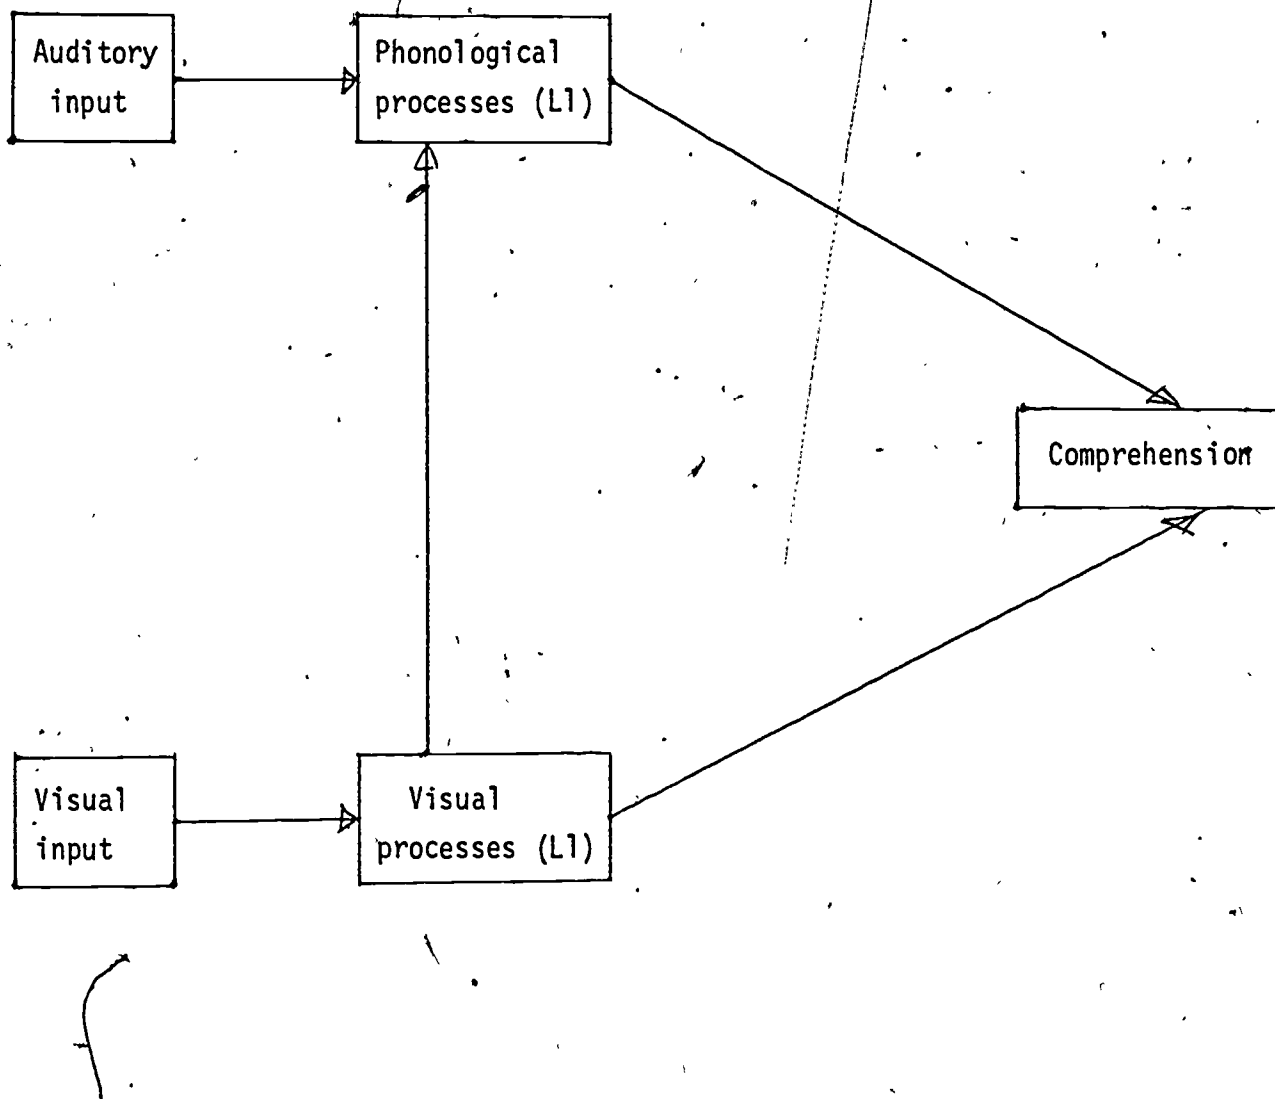 Auditory
input
Phonological
processes (L1)
Comprehension
Visual
input
Visual
processes (L1)